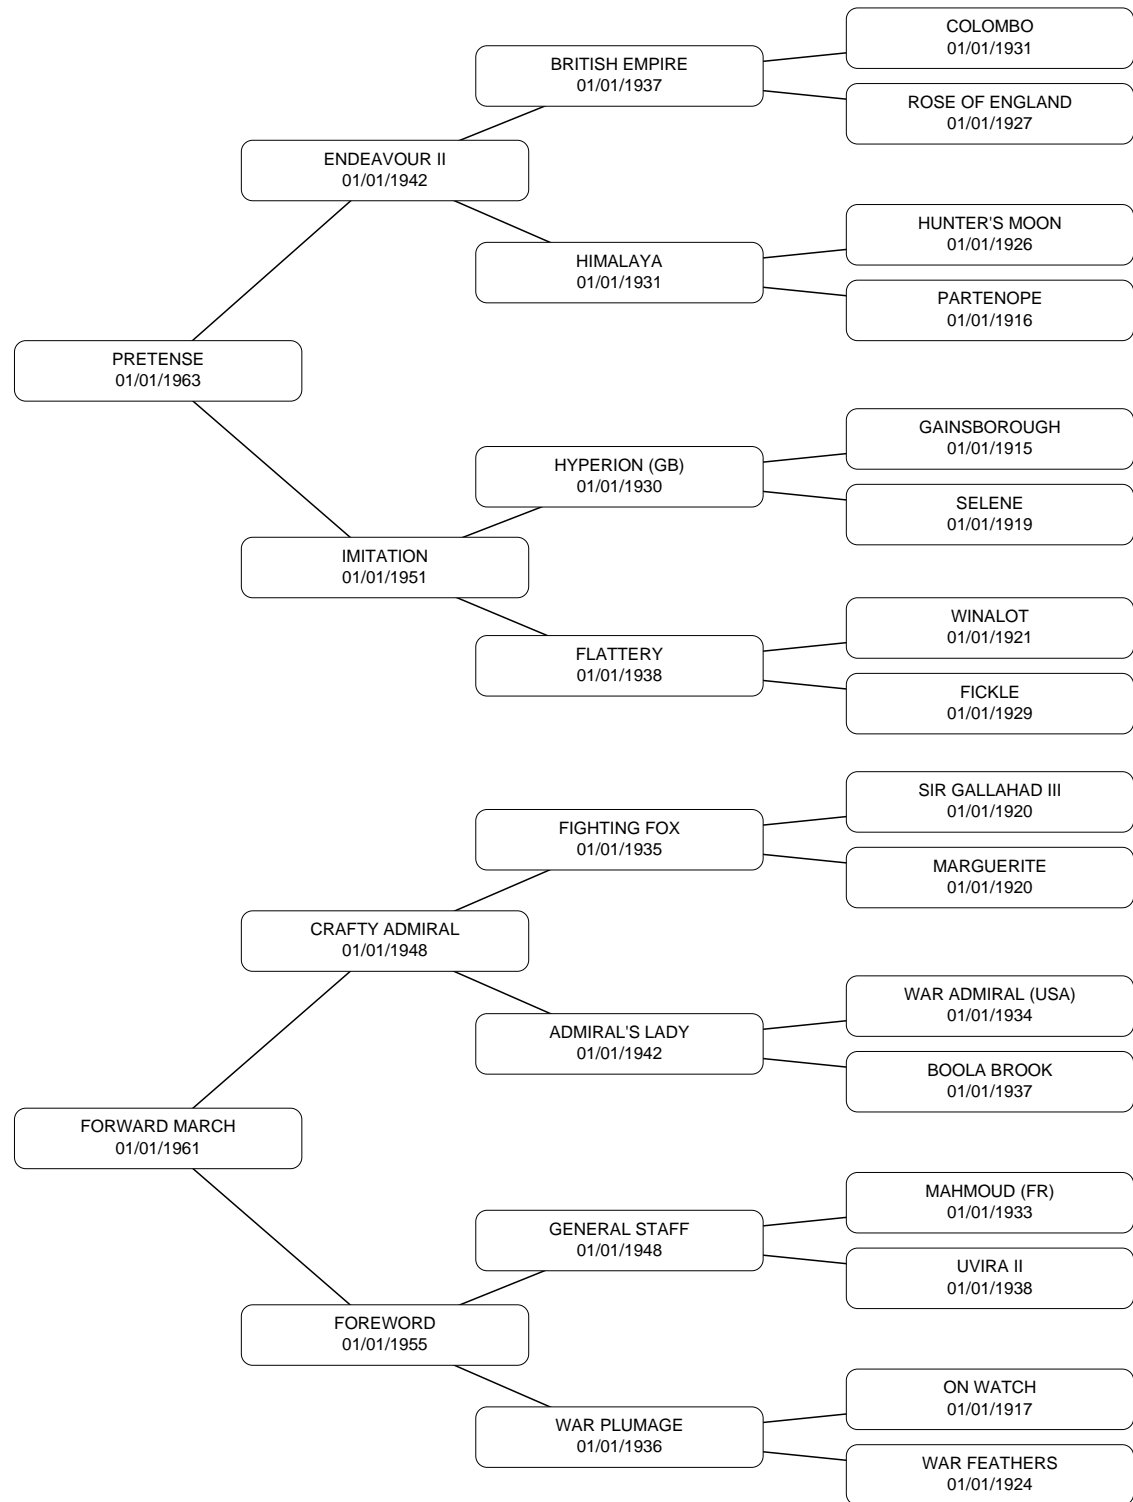 COLOMBO
01/01/1931
BRITISH EMPIRE
01/01/1937
ROSE OF ENGLAND
01/01/1927
ENDEAVOUR II
01/01/1942
HUNTER'S MOON
01/01/1926
HIMALAYA
01/01/1931
PARTENOPE
01/01/1916
PRETENSE
01/01/1963
GAINSBOROUGH
01/01/1915
HYPERION (GB)
01/01/1930
SELENE
01/01/1919
IMITATION
01/01/1951
WINALOT
01/01/1921
FLATTERY
01/01/1938
FICKLE
01/01/1929
SIR GALLAHAD III
01/01/1920
FIGHTING FOX
01/01/1935
MARGUERITE
01/01/1920
CRAFTY ADMIRAL
01/01/1948
WAR ADMIRAL (USA)
01/01/1934
ADMIRAL'S LADY
01/01/1942
BOOLA BROOK
01/01/1937
FORWARD MARCH
01/01/1961
MAHMOUD (FR)
01/01/1933
GENERAL STAFF
01/01/1948
UVIRA II
01/01/1938
FOREWORD
01/01/1955
ON WATCH
01/01/1917
WAR PLUMAGE
01/01/1936
WAR FEATHERS
01/01/1924